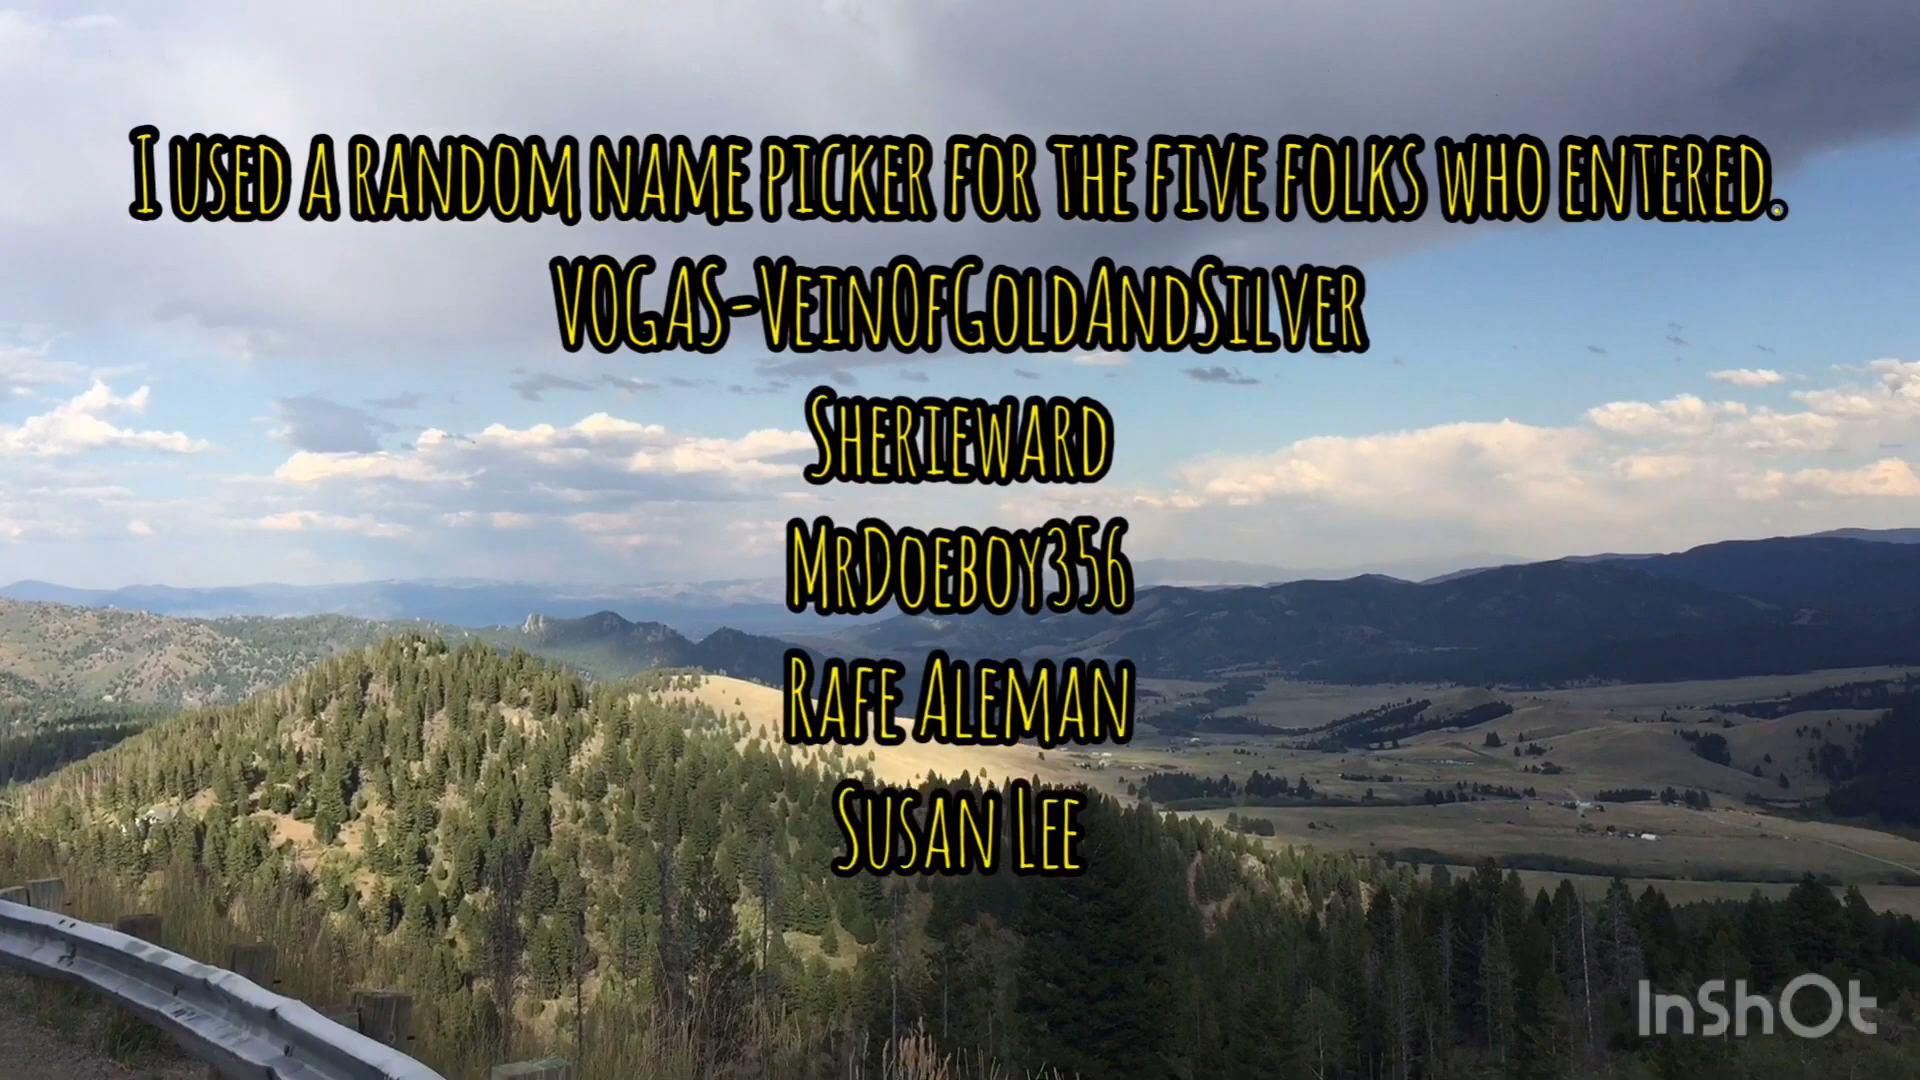 I used a random name picker for the five folks who entered.
VOGAS-VeinOfGoldAndSilver
Sherieward
MrDoeboy356
Rafe Aleman
Susan Lee
InShOt